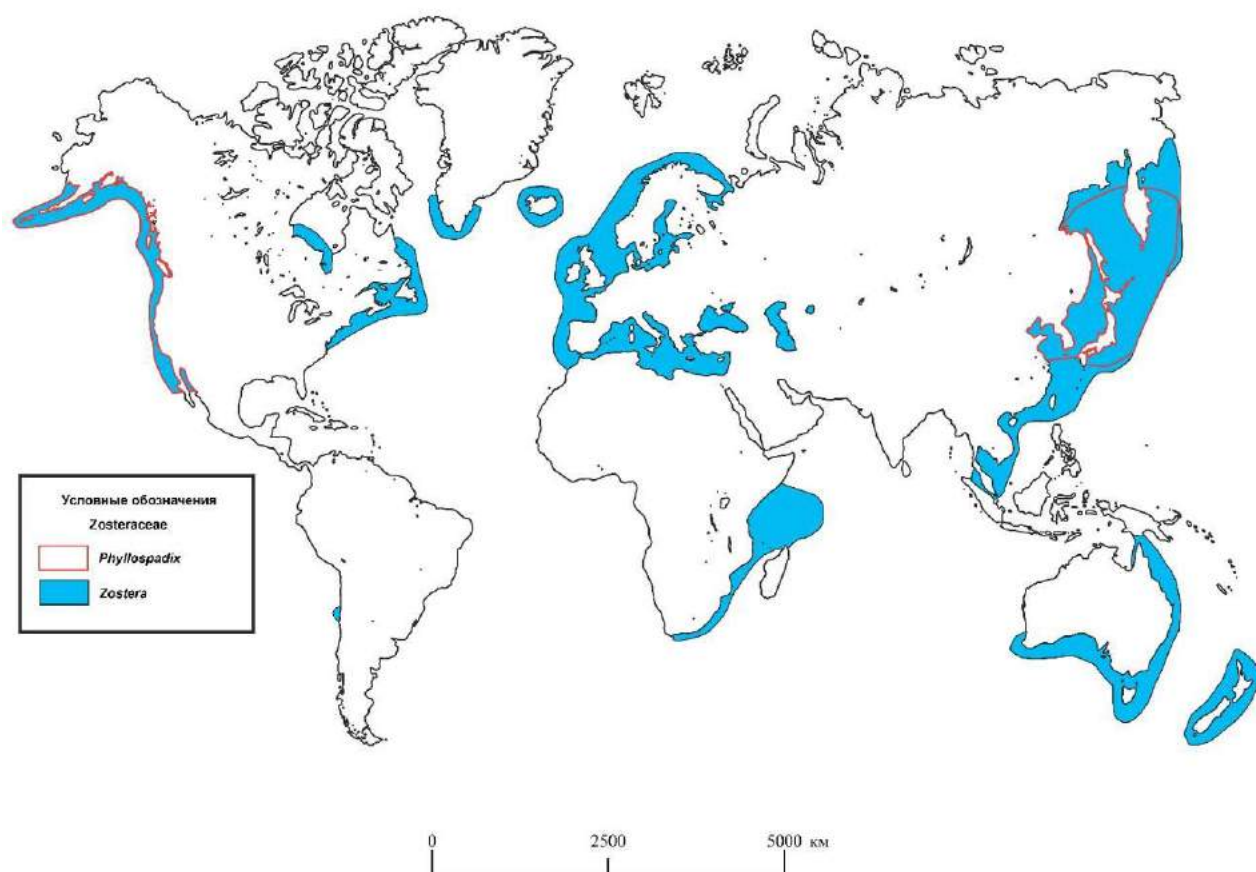 Условные обозначения
Zosteraceae
Phyllospadix
Zostera
0 2500 5000 км